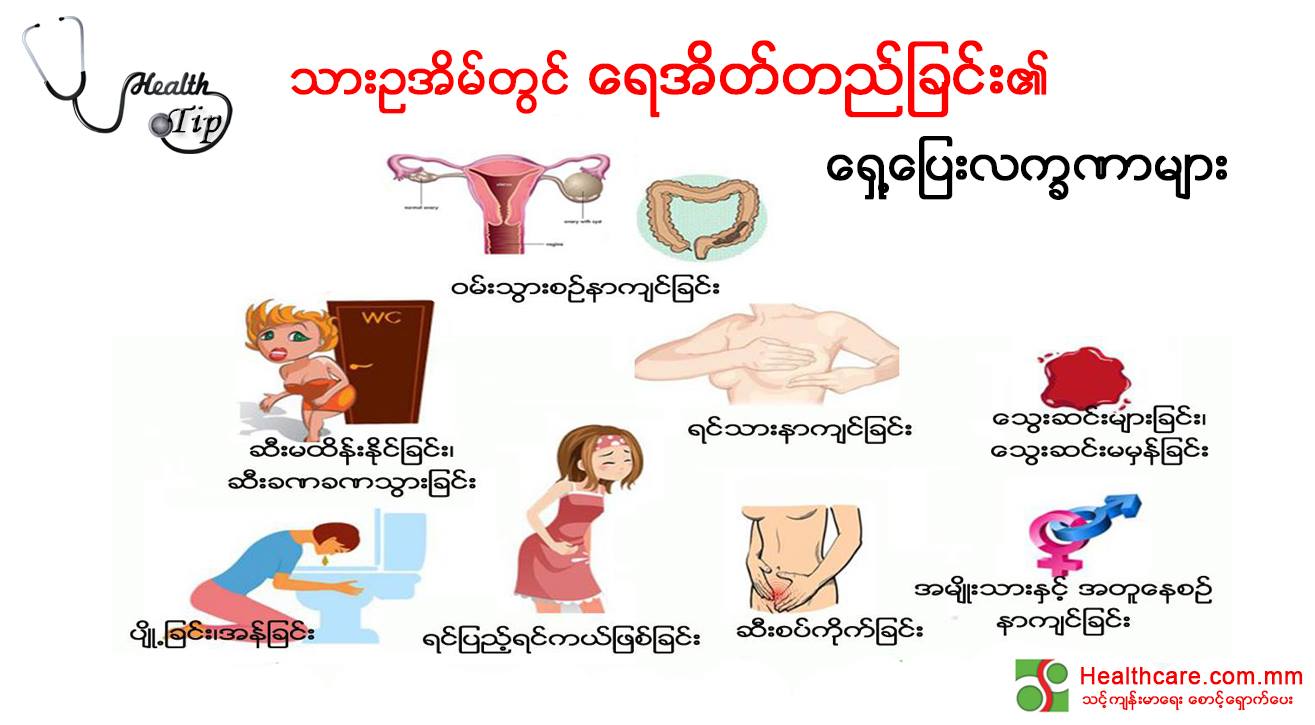 Health
Tip
သားဥအိမ်တွင် ရေအိတ်တည်ခြင်း၏
ရှေ့ပြေးလက္ခဏာများ
uterus
normal ovary
ovary with cyst
vagina
ဝမ်းသွားစဉ်နာကျင်ခြင်း
WC
ဆီးမထိန်းနိုင်ခြင်း၊
ဆီးခဏခဏသွားခြင်း
ရင်သားနာကျင်ခြင်း
သွေးဆင်းများခြင်း၊
သွေးဆင်းမမှန်ခြင်း
ပျို့ခြင်း၊အန်ခြင်း
ရင်ပြည့်ရင်ကယ်ဖြစ်ခြင်း
ဆီးစပ်ကိုက်ခြင်း
အမျိုးသားနှင့် အတူနေစဉ်
နာကျင်ခြင်း
Healthcare.com.mm
သင့်ကျန်းမာရေး စောင့်ရှောက်ပေး